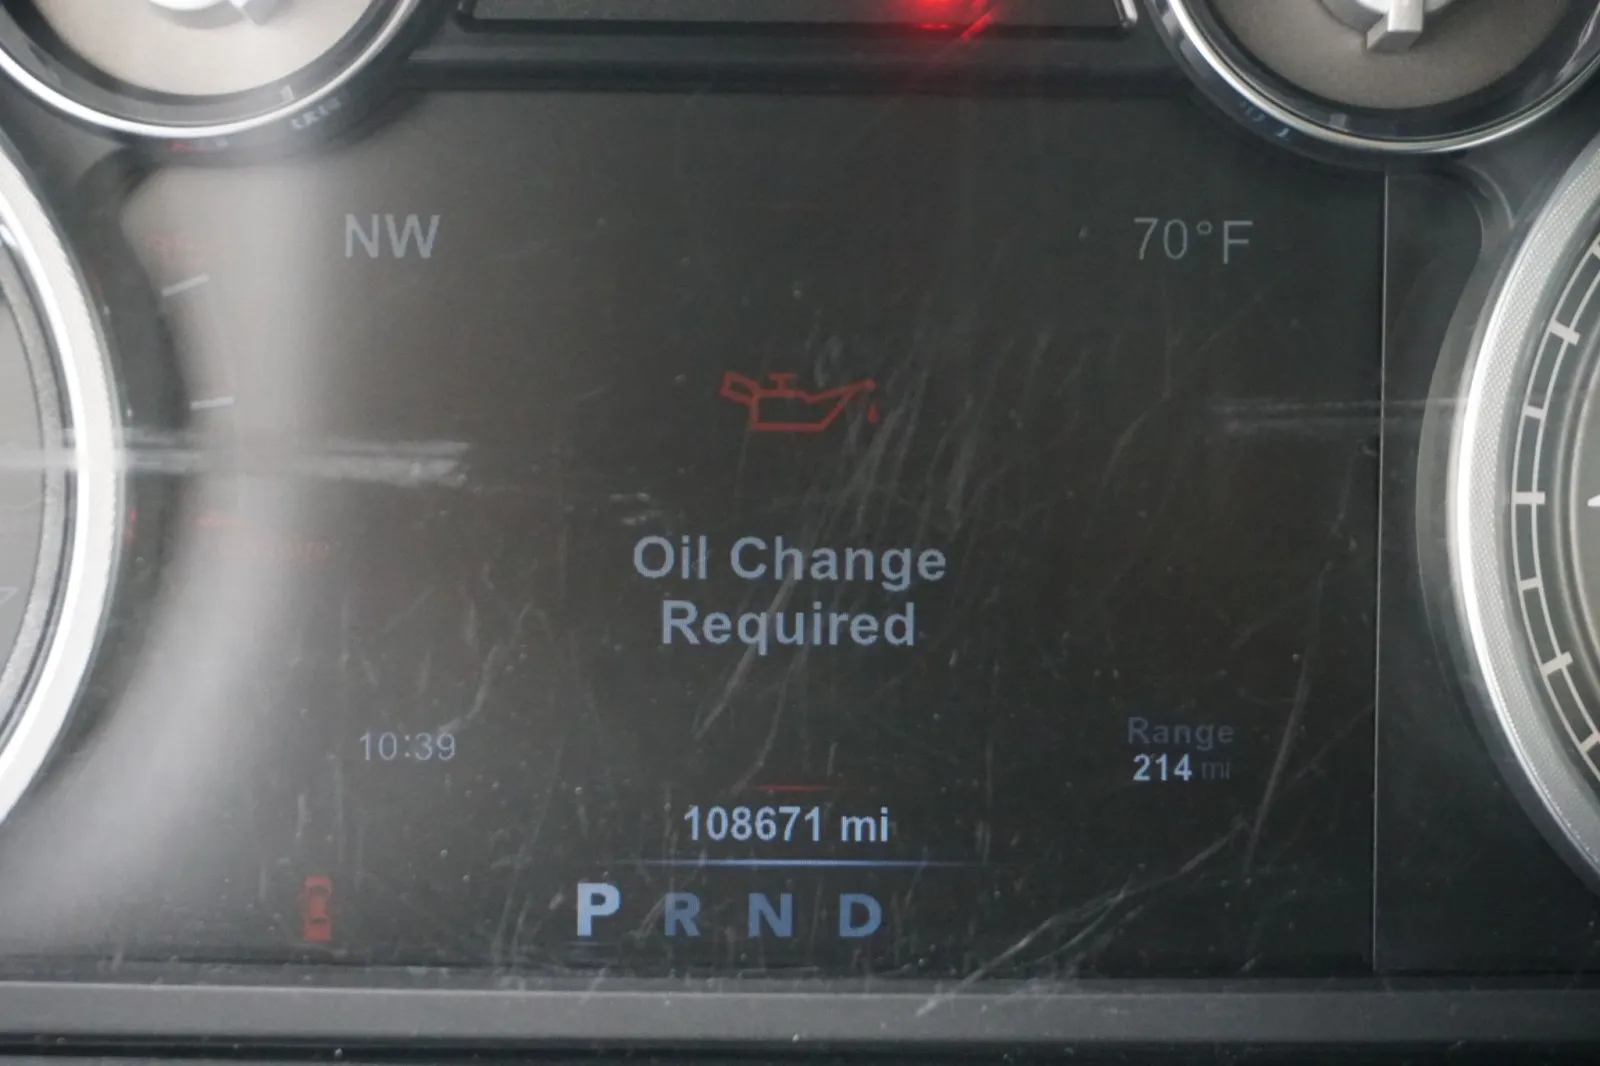 NW
70°F
Oil Change
Required
10:39
Range
214 mi
108671 mi
P R N D